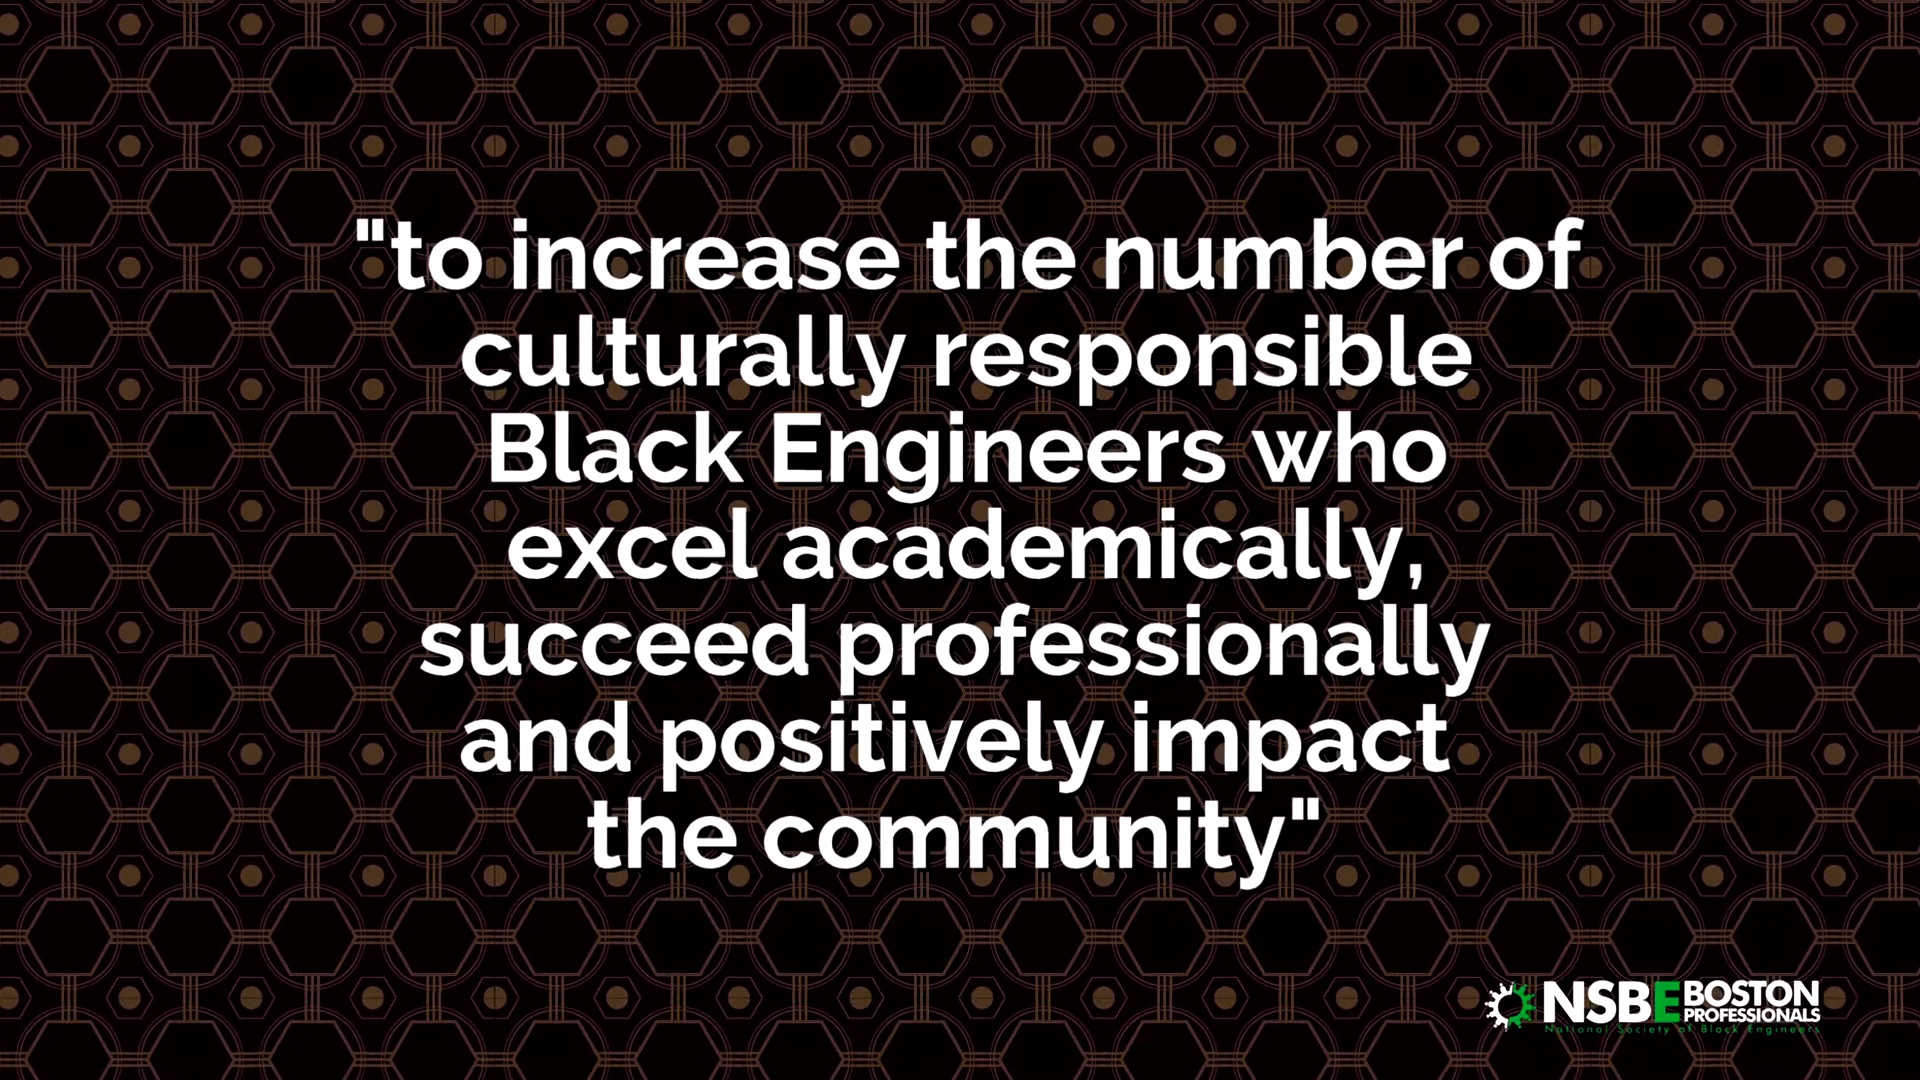 "to increase the number of
culturally responsible
Black Engineers who
excel academically,
succeed professionally
and positively impact
the community"
NSBE BOSTON
PROFESSIONALS
National Society of Black Engineers